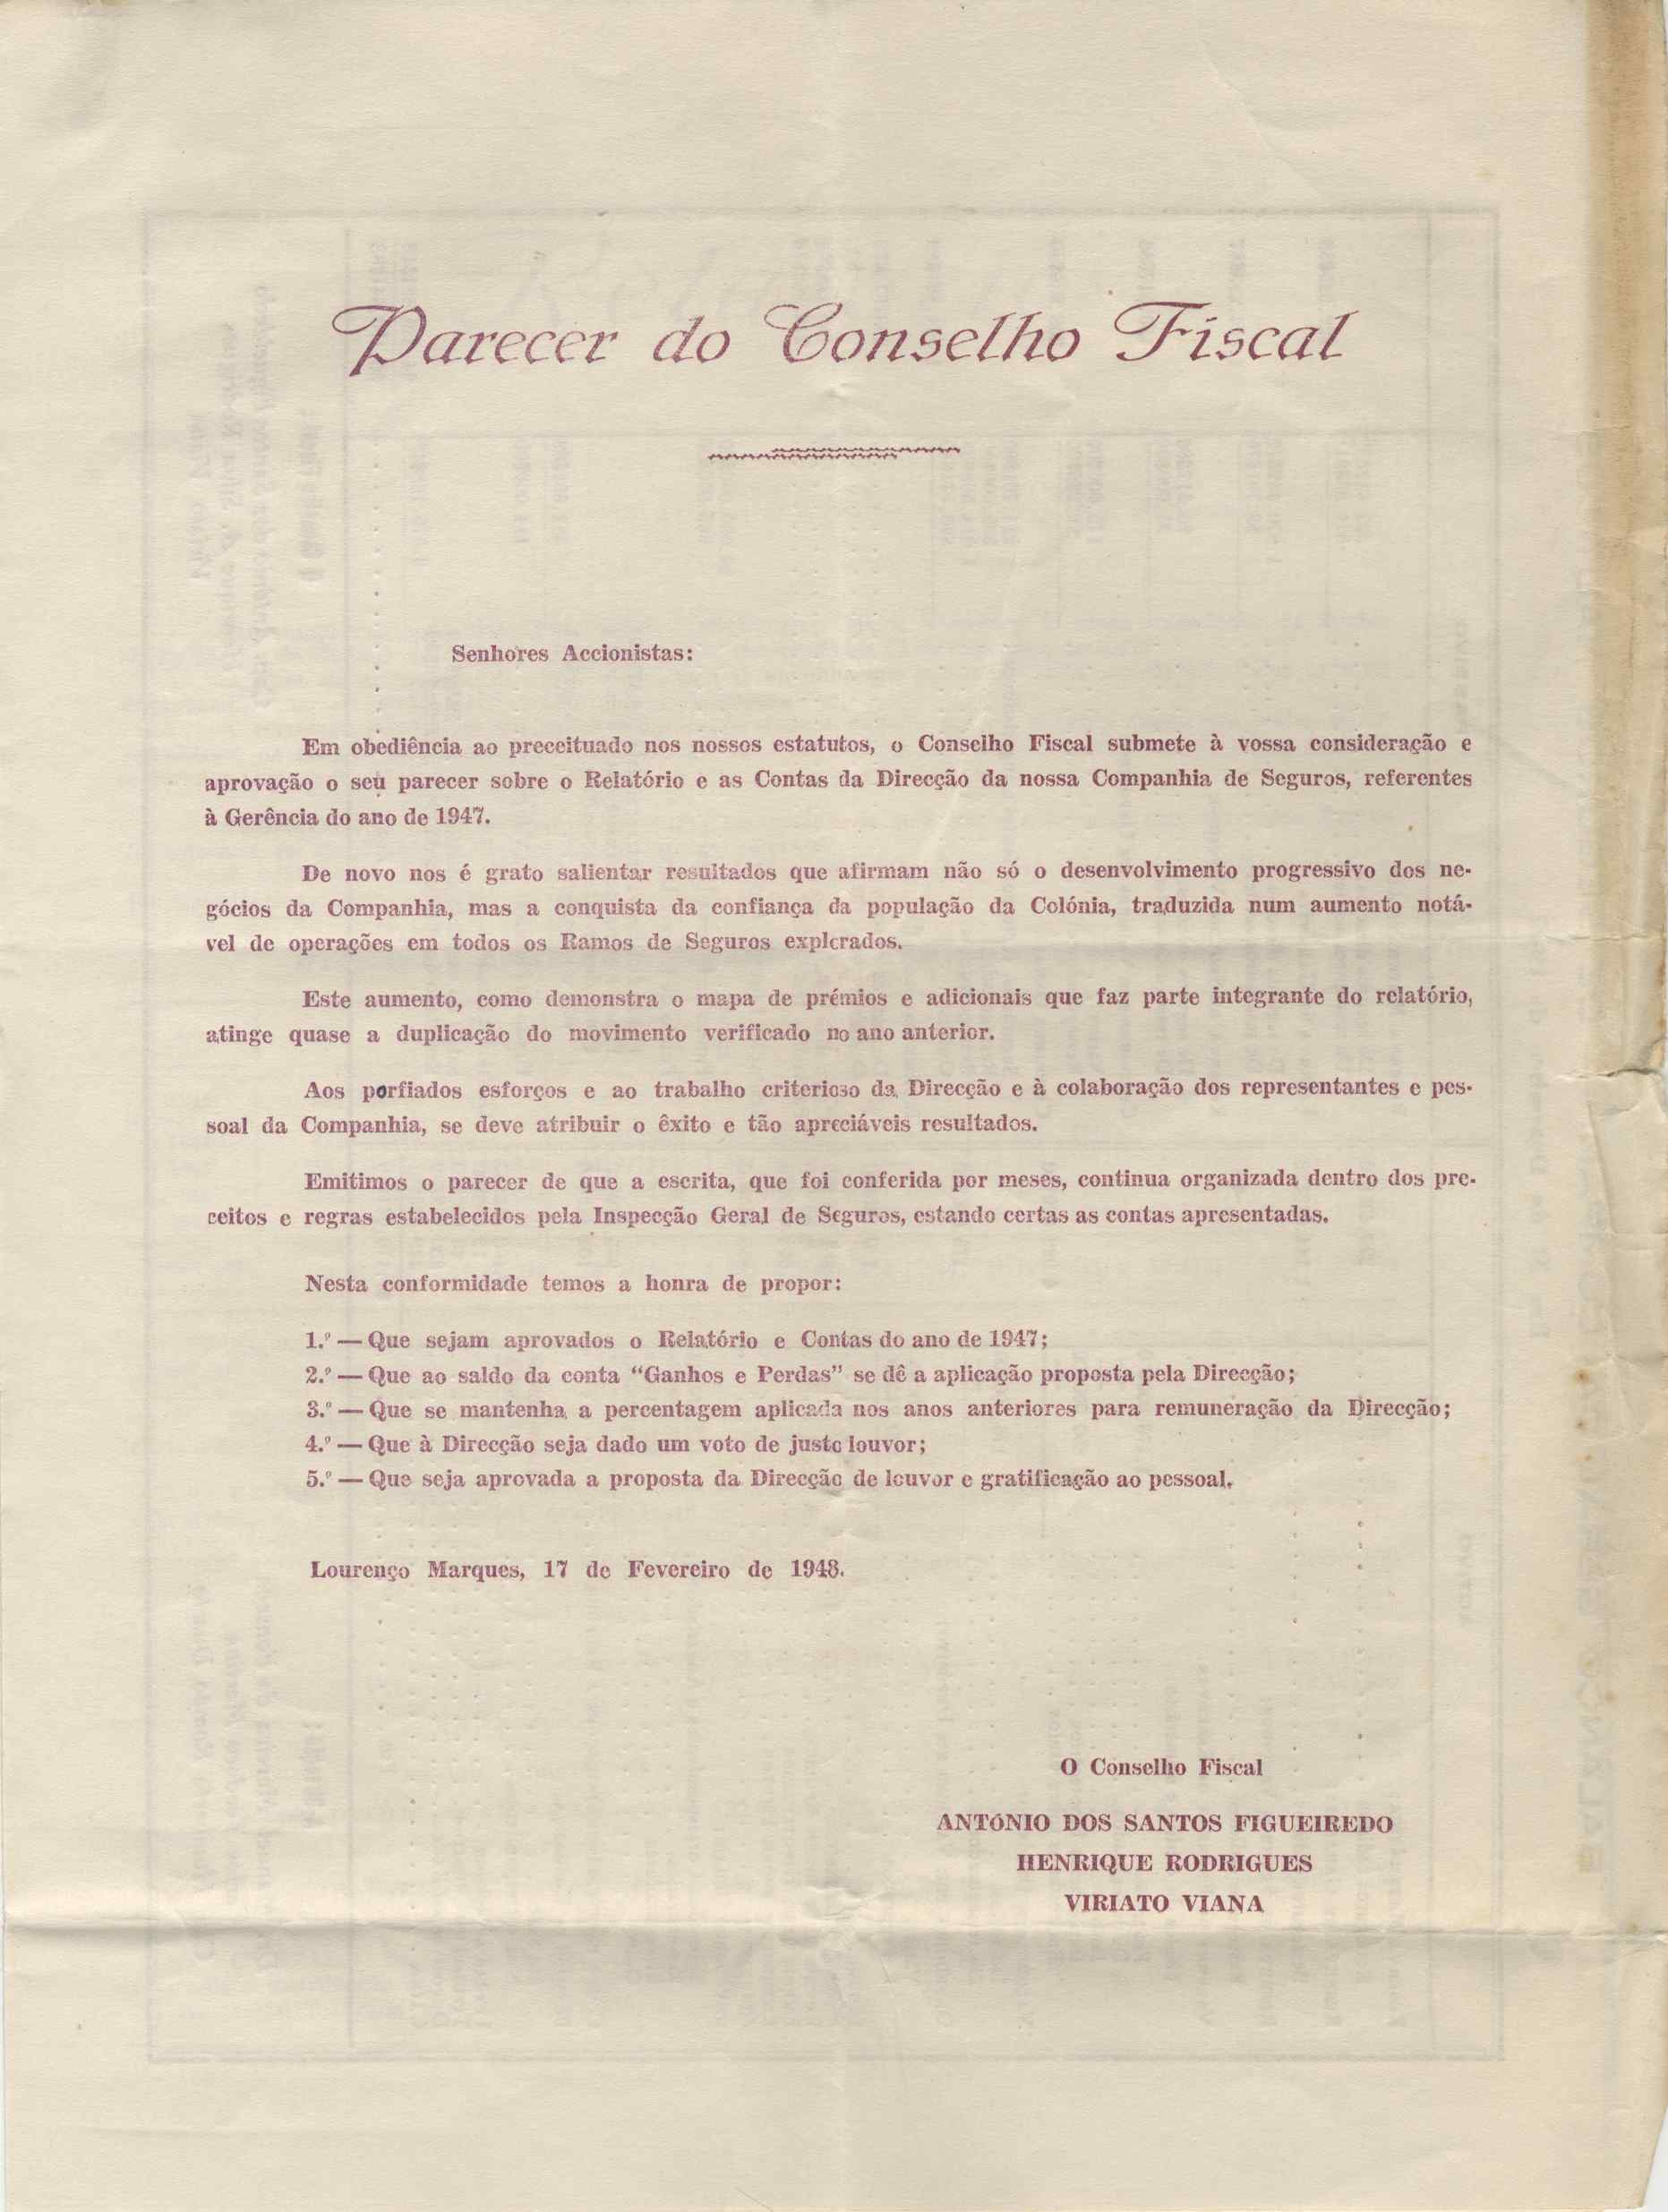 Parecer do Conselho Fiscal
Senhores Accionistas:
Em obediência ao preceituado nos nossos estatutos, o Conselho Fiscal submete à vossa consideração e
aprovação o seu parecer sobre o Relatório e as Contas da Direcção da nossa Companhia de Seguros, referentes
à Gerência do ano de 1947.
De novo nos é grato salientar resultados que afirmam não só o desenvolvimento progressivo dos ne-
gócios da Companhia, mas a conquista da confiança da população da Colónia, traduzida num aumento notá-
vel de operações em todos os Ramos de Seguros explorados.
Este aumento, como demonstra o mapa de prémios e adicionais que faz parte integrante do relatório,
atinge quase a duplicação do movimento verificado no ano anterior.
Aos porfiados esforços e ao trabalho criterioso da Direcção e à colaboração dos representantes e pes-
soal da Companhia, se deve atribuir o êxito e tão apreciáveis resultados.
Emitimos o parecer de que a escrita, que foi conferida por meses, continua organizada dentro dos pre-
ceitos e regras estabelecidos pela Inspecção Geral de Seguros, estando certas as contas apresentadas.
Nesta conformidade temos a honra de propor:
1.º — Que sejam aprovados o Relatório e Contas do ano de 1947;
2.º — Que ao saldo da conta “Ganhos e Perdas” se dê a aplicação proposta pela Direcção;
3.º — Que se mantenha a percentagem aplicada nos anos anteriores para remuneração da Direcção;
4.º — Que à Direcção seja dado um voto de justo louvor;
5.º — Que seja aprovada a proposta da Direcção de louvor e gratificação ao pessoal.
Lourenço Marques, 17 de Fevereiro de 1948.
O Conselho Fiscal
ANTÓNIO DOS SANTOS FIGUEIREDO
HENRIQUE RODRIGUES
VIRIATO VIANA